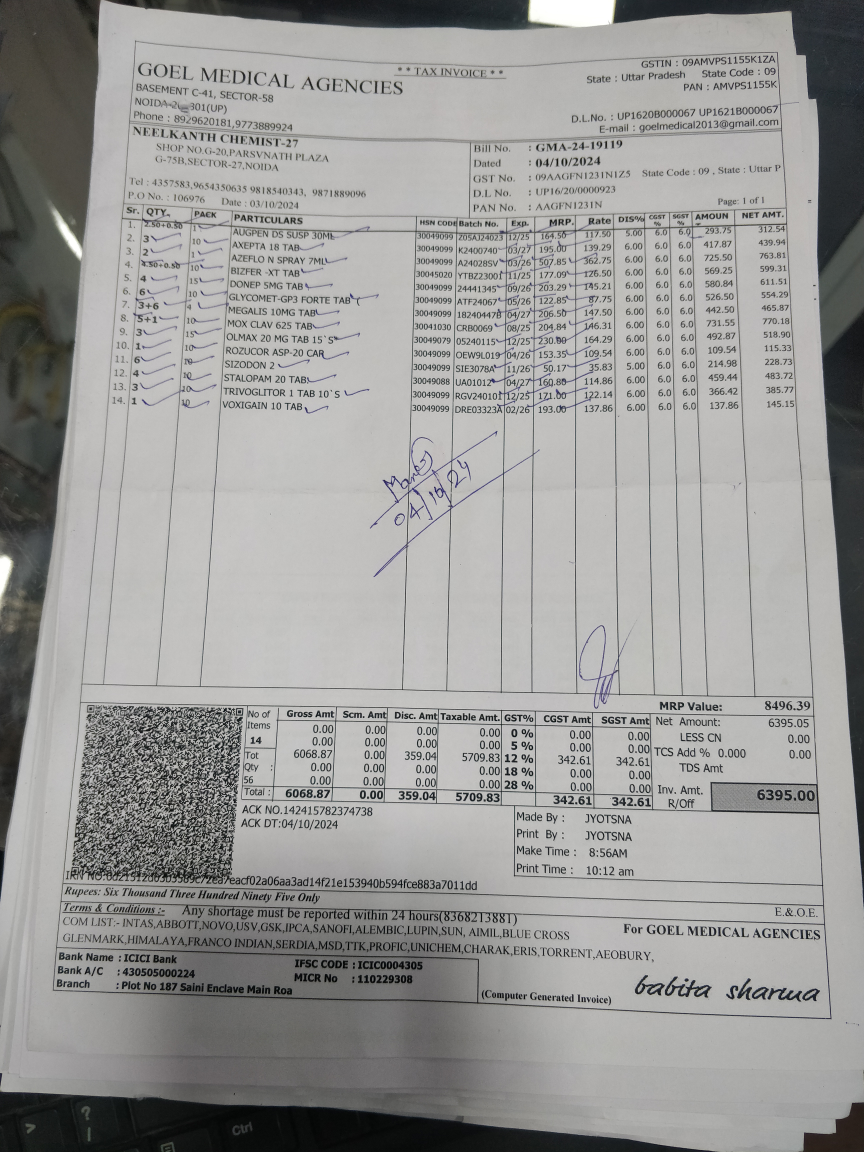 ** TAX INVOICE **
GOEL MEDICAL AGENCIES
BASEMENT C-41, SECTOR-58
NOIDA-2 301(UP)
Phone : 8929620181,9773889924
GSTIN : 09AMVPS1155K1ZA
State : Uttar Pradesh State Code : 09
PAN : AMVPS1155K
D.L.No. : UP1620B000067 UP1621B000067
E-mail : goelmedical2013@gmail.com
NEELKANTH CHEMIST-27
SHOP NO.G-20,PARSVNATH PLAZA
G-75B,SECTOR-27,NOIDA
Tel : 4357583,9654350635 9818540343, 9871889096
P.O No. : 106976 Date : 03/10/2024
Bill No. : GMA-24-19119
Dated : 04/10/2024
GST No. : 09AAGFN1231N1Z5 State Code : 09 , State : Uttar P
D.L No. : UP16/20/0000923
PAN No. : AAGFN1231N Page: 1 of 1
Sr. QTY. PACK PARTICULARS HSN CODE Batch No. Exp. MRP. Rate DIS% CGST % SGST % AMOUN NET AMT.
1. 2.50+0.50 1 AUGPEN DS SUSP 30ML 30049099 Z05AJ24023 12/25 164.50 117.50 5.00 6.0 6.0 293.75 312.54
2. 3 10 AXEPTA 18 TAB 30049099 K2400740 03/27 195.00 139.29 6.00 6.0 6.0 417.87 439.94
3. 2 1 AZEFLO N SPRAY 7ML 30049099 A24028SV 03/26 507.85 362.75 6.00 6.0 6.0 725.50 763.81
4. 4.50+0.50 10 BIZFER -XT TAB 30045020 YTBZ23001 11/25 177.09 126.50 6.00 6.0 6.0 569.25 599.31
5. 4 15 DONEP 5MG TAB 30049099 24441345 09/26 203.29 145.21 6.00 6.0 6.0 580.84 611.51
6. 6 10 GLYCOMET-GP3 FORTE TAB 30049099 ATF24067 05/26 122.85 87.75 6.00 6.0 6.0 526.50 554.29
7. 3+6 4 MEGALIS 10MG TAB 30049099 18240447 04/27 206.50 147.50 6.00 6.0 6.0 442.50 465.87
8. 5+1 10 MOX CLAV 625 TAB 30041030 CRB0069 08/25 204.84 146.31 6.00 6.0 6.0 731.55 770.18
9. 3 15 OLMAX 20 MG TAB 15`S 30049079 05240115 12/25 230.00 164.29 6.00 6.0 6.0 492.87 518.90
10. 1 10 ROZUCOR ASP-20 CAR 30049099 OEW9L019 04/26 153.35 109.54 6.00 6.0 6.0 109.54 115.33
11. 6 10 SIZODON 2 30049099 SIE3078A 11/26 50.17 35.83 5.00 6.0 6.0 214.98 228.73
12. 4 10 STALOPAM 20 TAB 30049088 UA01012 04/27 160.80 114.86 6.00 6.0 6.0 459.44 483.72
13. 3 10 TRIVOGLITOR 1 TAB 10`S 30049099 RGV240101 12/25 171.00 122.14 6.00 6.0 6.0 366.42 385.77
14. 1 10 VOXIGAIN 10 TAB 30049099 DRE03323A 02/26 193.00 137.86 6.00 6.0 6.0 137.86 145.15
04/10/24
No of Items 14 Tot Qty : 56
Gross Amt Scm. Amt Disc. Amt Taxable Amt. GST% CGST Amt SGST Amt
0.00 0.00 0.00 0.00 0 % 0.00 0.00
0.00 0.00 0.00 0.00 5 % 0.00 0.00
6068.87 0.00 359.04 5709.83 12 % 342.61 342.61
0.00 0.00 0.00 0.00 18 % 0.00 0.00
0.00 0.00 0.00 0.00 28 % 0.00 0.00
Total : 6068.87 0.00 359.04 5709.83 342.61 342.61
MRP Value: 8496.39
Net Amount: 6395.05
LESS CN 0.00
TCS Add % 0.000 0.00
TDS Amt
Inv. Amt. R/Off 6395.00
ACK NO.142415782374738
ACK DT:04/10/2024
Made By : JYOTSNA
Print By : JYOTSNA
Make Time : 8:56AM
Print Time : 10:12 am
Rupees: Six Thousand Three Hundred Ninety Five Only
E.&O.E.
Terms & Conditions :- Any shortage must be reported within 24 hours(8368213881)
COM LIST:- INTAS,ABBOTT,NOVO,USV,GSK,IPCA,SANOFI,ALEMBIC,LUPIN,SUN, AIMIL,BLUE CROSS
GLENMARK,HIMALAYA,FRANCO INDIAN,SERDIA,MSD,TTK,PROFIC,UNICHEM,CHARAK,ERIS,TORRENT,AEOBURY,
For GOEL MEDICAL AGENCIES
Bank Name : ICICI Bank IFSC CODE : ICIC0004305
Bank A/C : 430505000224 MICR No : 110229308
Branch : Plot No 187 Saini Enclave Main Roa
(Computer Generated Invoice)
babita sharma
?
/
Ctrl